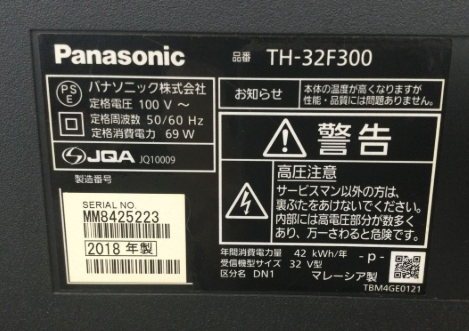 Panasonic 品番 TH-32F300
PSE パナソニック株式会社
定格電圧 100 V ～
定格周波数 50/60 Hz
定格消費電力 69 W
JQA JQ10009
製造番号
SERIAL NO.
MM8425223
2018 年製
お知らせ
本体の温度が高くなりますが
性能・品質には問題ありません。
警告
高圧注意
サービスマン以外の方は、
裏ぶたをあけないでください。
内部には高電圧部分が数多く
あり、万一さわると危険です。
年間消費電力量 42 kWh/年 -p-
受信機型サイズ 32 V型
区分名 DN1 マレーシア製
TBM4GE0121